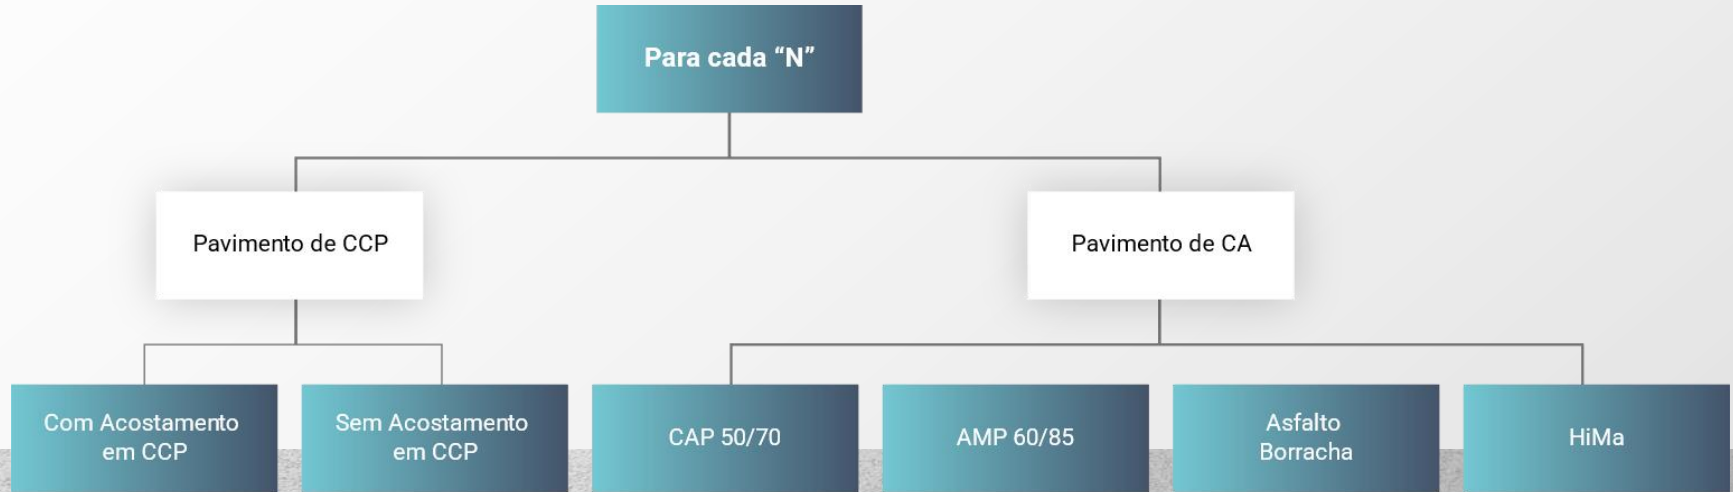 Para cada “N”
Pavimento de CCP
Pavimento de CA
Com Acostamento
em CCP
Sem Acostamento
em CCP
CAP 50/70
AMP 60/85
Asfalto
Borracha
HiMa